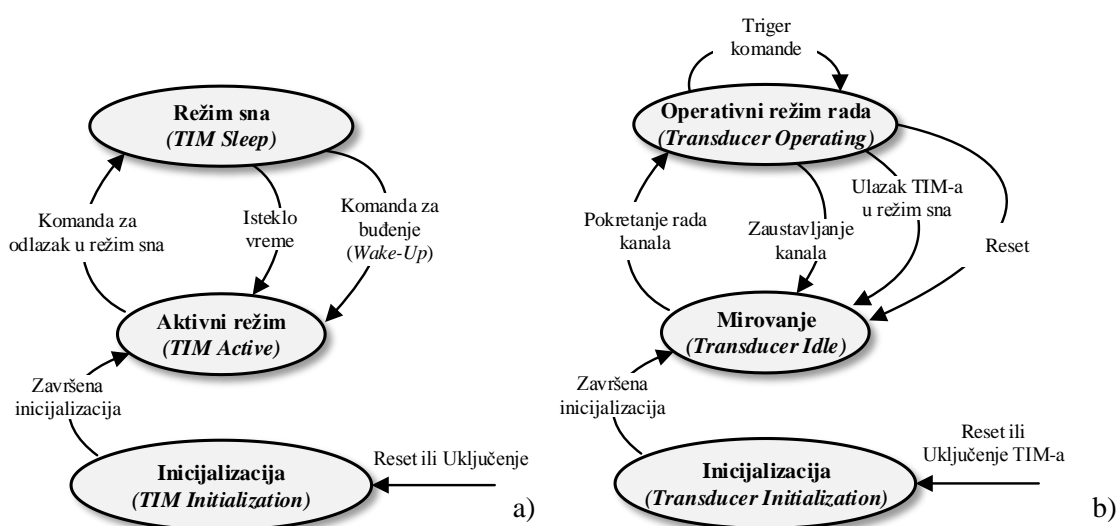 Režim sna
(TIM Sleep)
Komanda za
odlazak u režim sna
Isteklo
vreme
Komanda za
buđenje
(Wake-Up)
Aktivni režim
(TIM Active)
Završena
inicijalizacija
Inicijalizacija
(TIM Initialization)
Reset ili Uključenje
a)
Triger
komande
Operativni režim rada
(Transducer Operating)
Pokretanje rada
kanala
Zaustavljanje
kanala
Ulazak TIM-a
u režim sna
Reset
Mirovanje
(Transducer Idle)
Završena
inicijalizacija
Inicijalizacija
(Transducer Initialization)
Reset ili
Uključenje TIM-a
b)